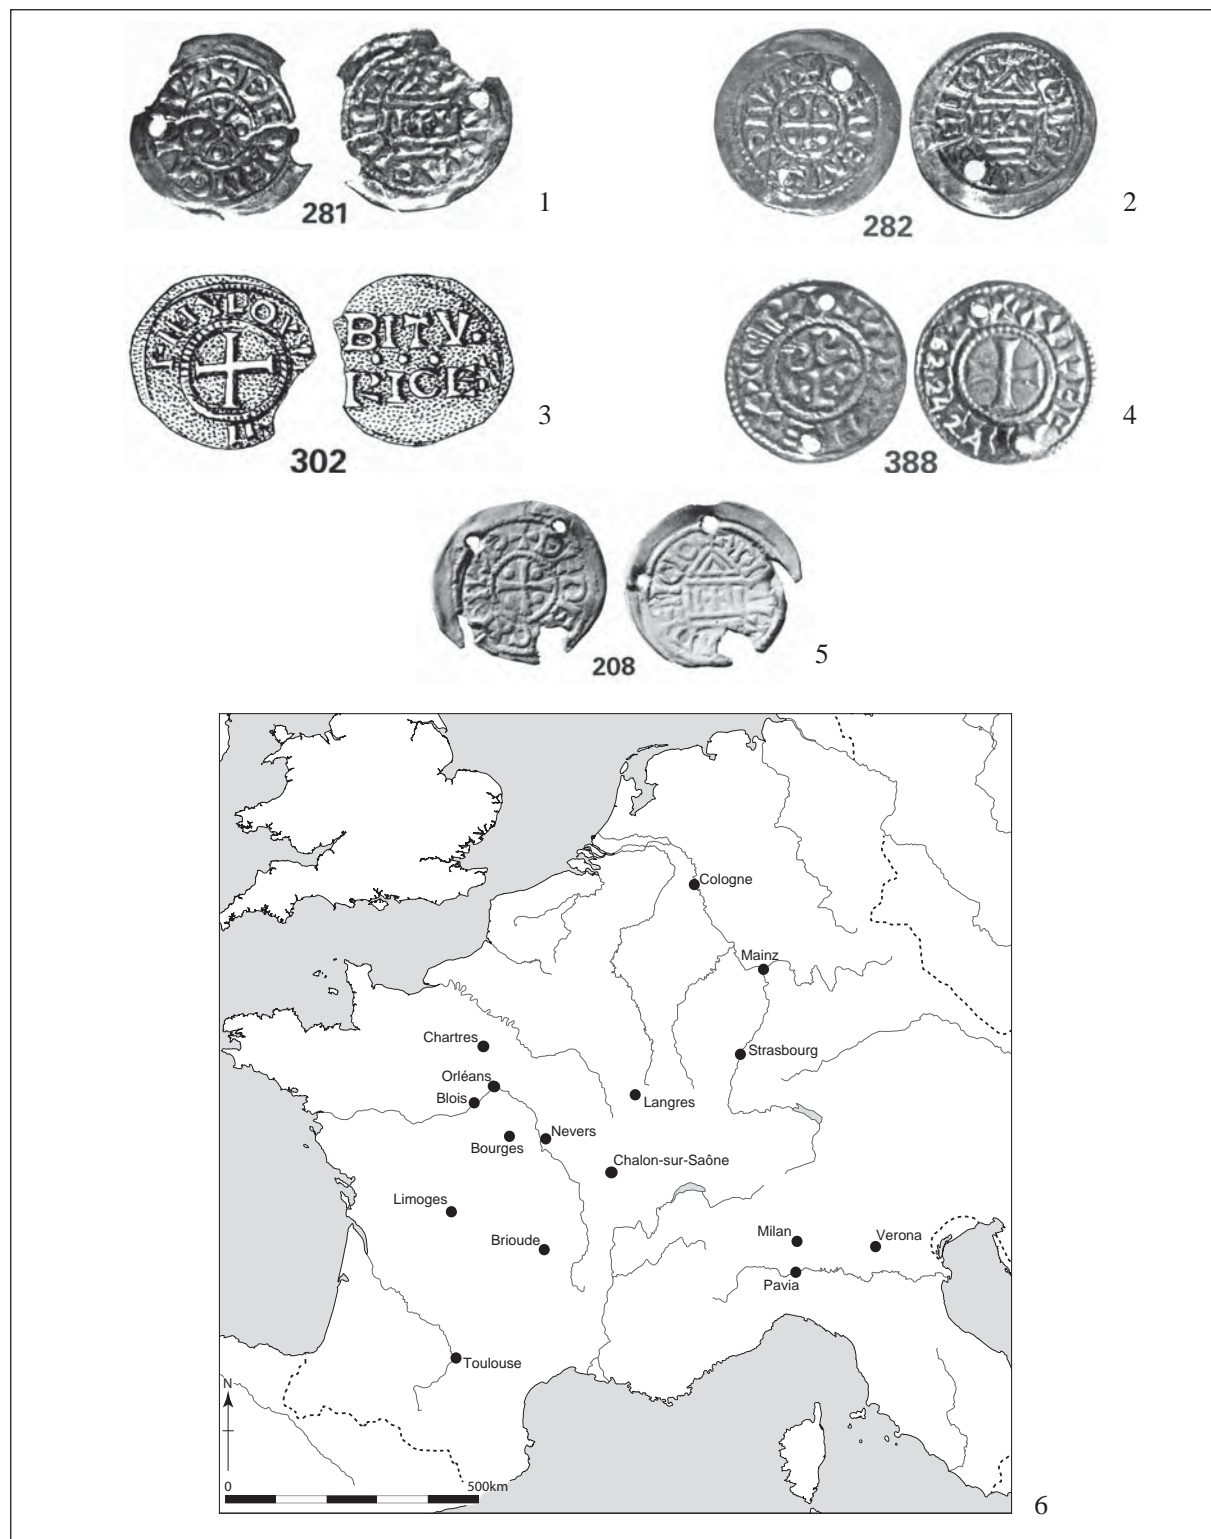 281
1
282
2
BITV.
RICE
302
3
388
4
208
5
Cologne
Mainz
Chartres
Strasbourg
Orléans
Blois
Langres
Nevers
Bourges
Chalon-sur-Saône
Limoges
Milan
Verona
Brioude
Pavia
Toulouse
N
0 500km
6